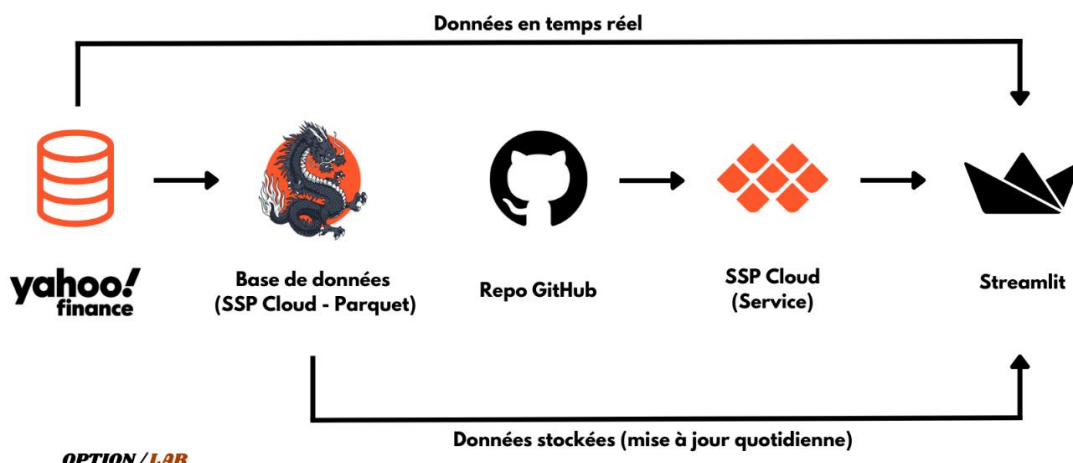 Données en temps réel
yahoo!
finance
Base de données
(SSP Cloud - Parquet)
Repo GitHub
SSP Cloud
(Service)
Streamlit
Données stockées (mise à jour quotidienne)
OPTION / LAB